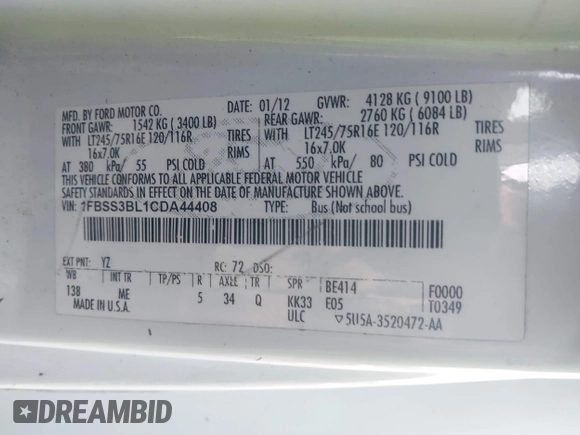 MFD. BY FORD MOTOR CO.
DATE: 01/12 GVWR: 4128 KG ( 9100 LB)
FRONT GAWR: 1542 KG ( 3400 LB) REAR GAWR: 2760 KG ( 6084 LB)
WITH LT245/75R16E 120/116R TIRES WITH LT245/75R16E 120/116R TIRES
16x7.0K RIMS 16x7.0K RIMS
AT 380 kPa/ 55 PSI COLD AT 550 kPa/ 80 PSI COLD
THIS VEHICLE CONFORMS TO ALL APPLICABLE FEDERAL MOTOR VEHICLE
SAFETY STANDARDS IN EFFECT ON THE DATE OF MANUFACTURE SHOWN ABOVE.
VIN: 1FBSS3BL1CDA44408 TYPE: Bus (Not school bus)
EXT PNT: YZ RC: 72 DSO:
WB INT TR TP/PS R AXLE TR SPR BE414 F0000
138 ME 5 34 Q KK33 E05 T0349
MADE IN U.S.A. ULC ▽5U5A-3520472-AA
DREAMBID